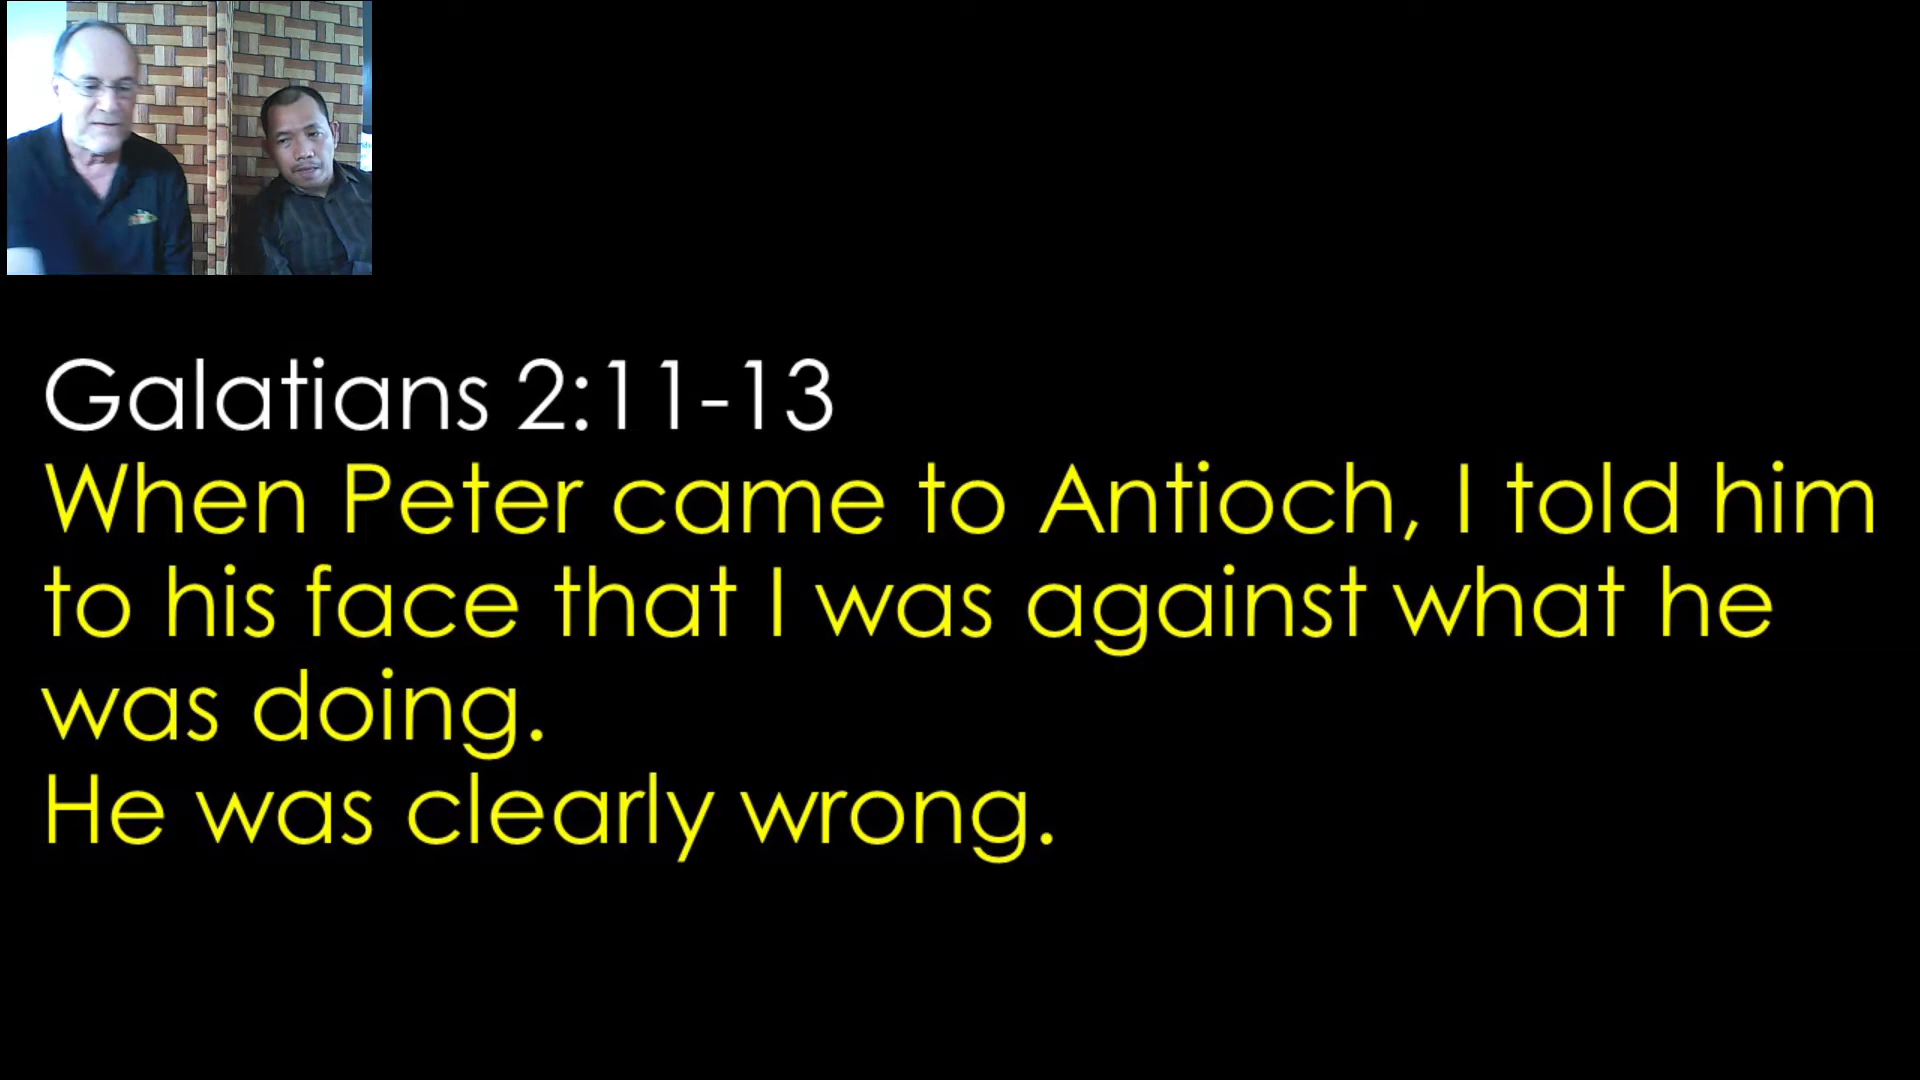 Galatians 2:11-13
When Peter came to Antioch, I told him
to his face that I was against what he
was doing.
He was clearly wrong.